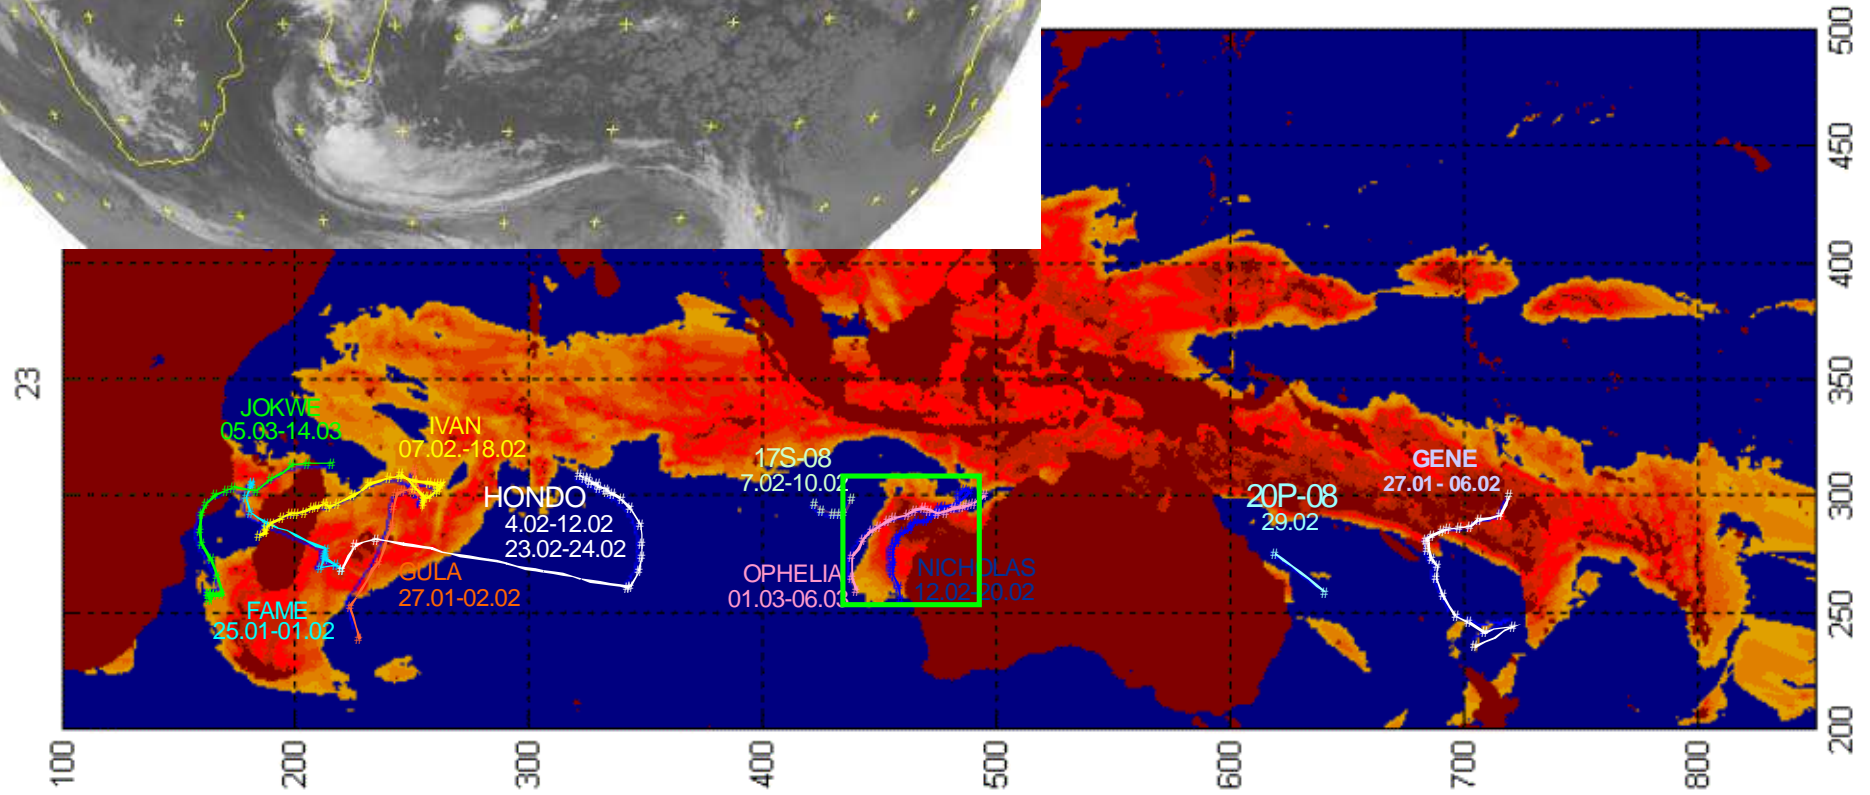 23
JOKWE
05.03-14.03
IVAN
07.02.-18.02
HONDO
4.02-12.02
23.02-24.02
GULA
27.01-02.02
FAME
25.01-01.02
17S-08
7.02-10.02
OPHELIA
01.03-06.03
NICHOLAS
12.02-20.02
20P-08
29.02
GENE
27.01- 06.02
500
450
400
350
300
250
200
100
200
300
400
500
600
700
800